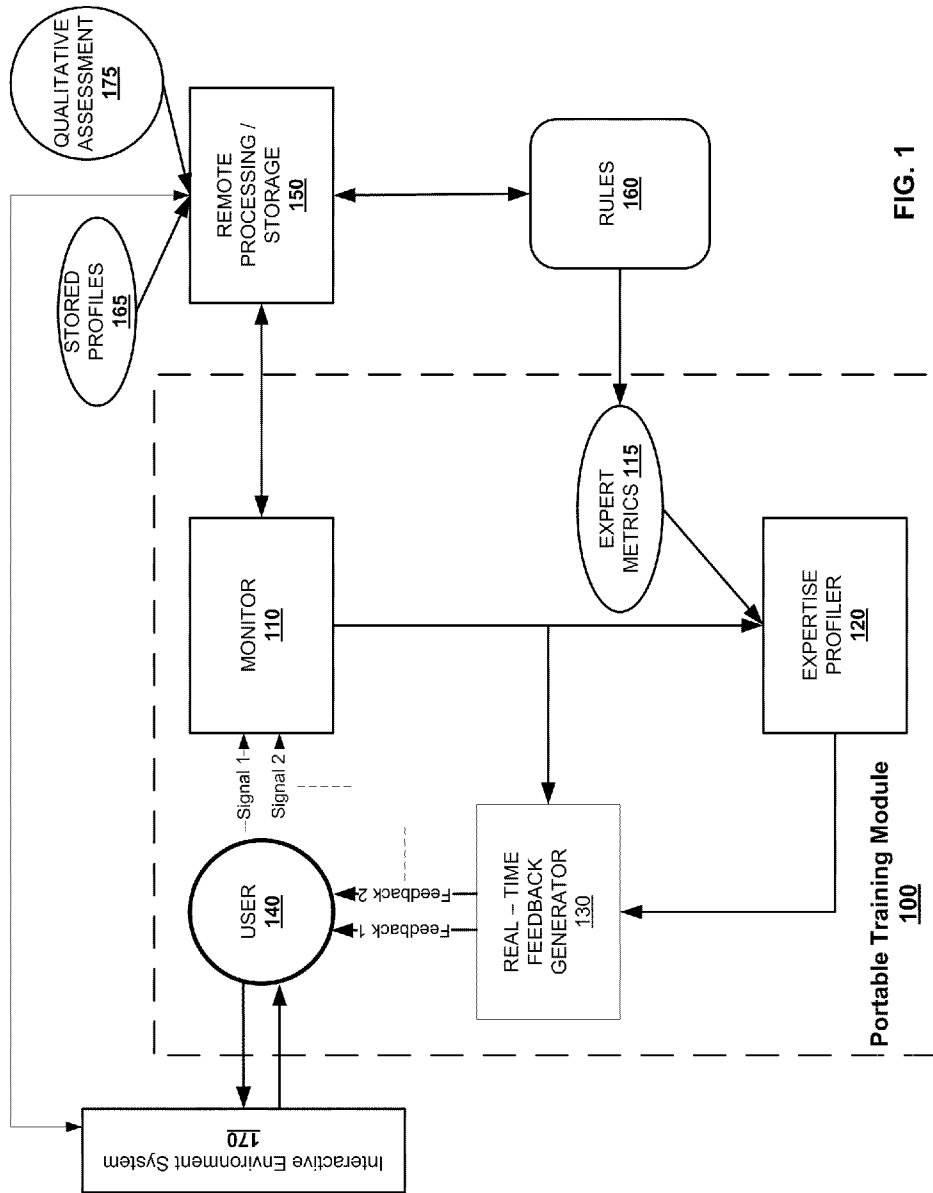 Interactive Environment System
170
USER
140
Signal 1
Signal 2
Feedback 1
Feedback 2
MONITOR
110
REAL – TIME
FEEDBACK
GENERATOR
130
STORED
PROFILES
165
QUALITATIVE
ASSESSMENT
175
REMOTE
PROCESSING /
STORAGE
150
EXPERT
METRICS 115
RULES
160
EXPERTISE
PROFILER
120
Portable Training Module
100
FIG. 1